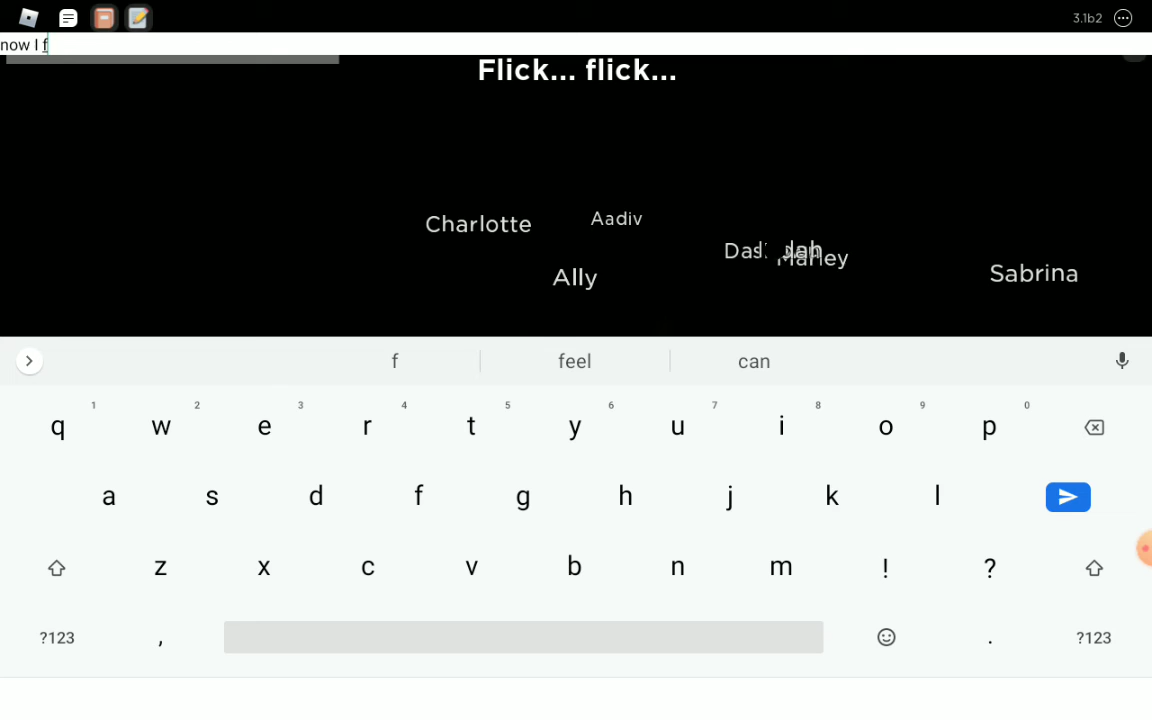 3.1b2
now I f
Flick... flick...
Charlotte
Aadiv
Ally
Sabrina
f feel can
1 2 3 4 5 6 7 8 9 0
q w e r t y u i o p
a s d f g h j k l
z x c v b n m ! ?
?123 , . ?123